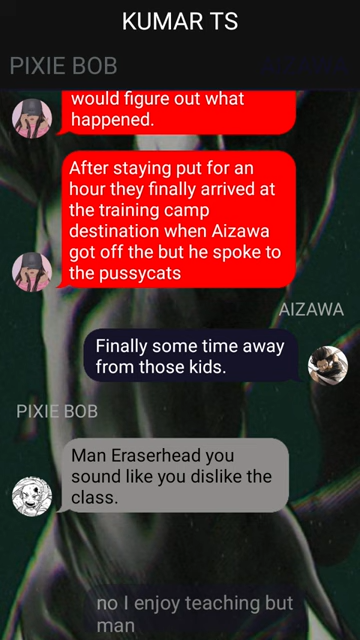 KUMAR TS
PIXIE BOB
would figure out what
happened.
After staying put for an
hour they finally arrived at
the training camp
destination when Aizawa
got off the but he spoke to
the pussycats
AIZAWA
Finally some time away
from those kids.
PIXIE BOB
Man Eraserhead you
sound like you dislike the
class.
no I enjoy teaching but
man